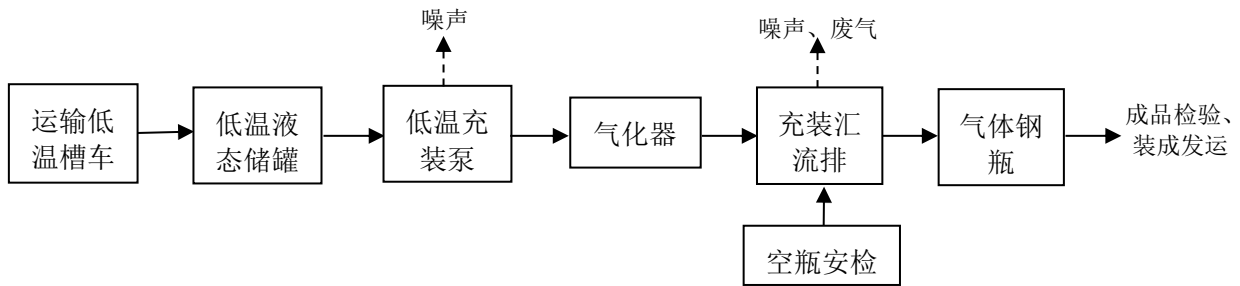 噪声
噪声、废气
运输低
温槽车
低温液
态储罐
低温充
装泵
气化器
充装汇
流排
气体钢
瓶
成品检验、
装成发运
空瓶安检